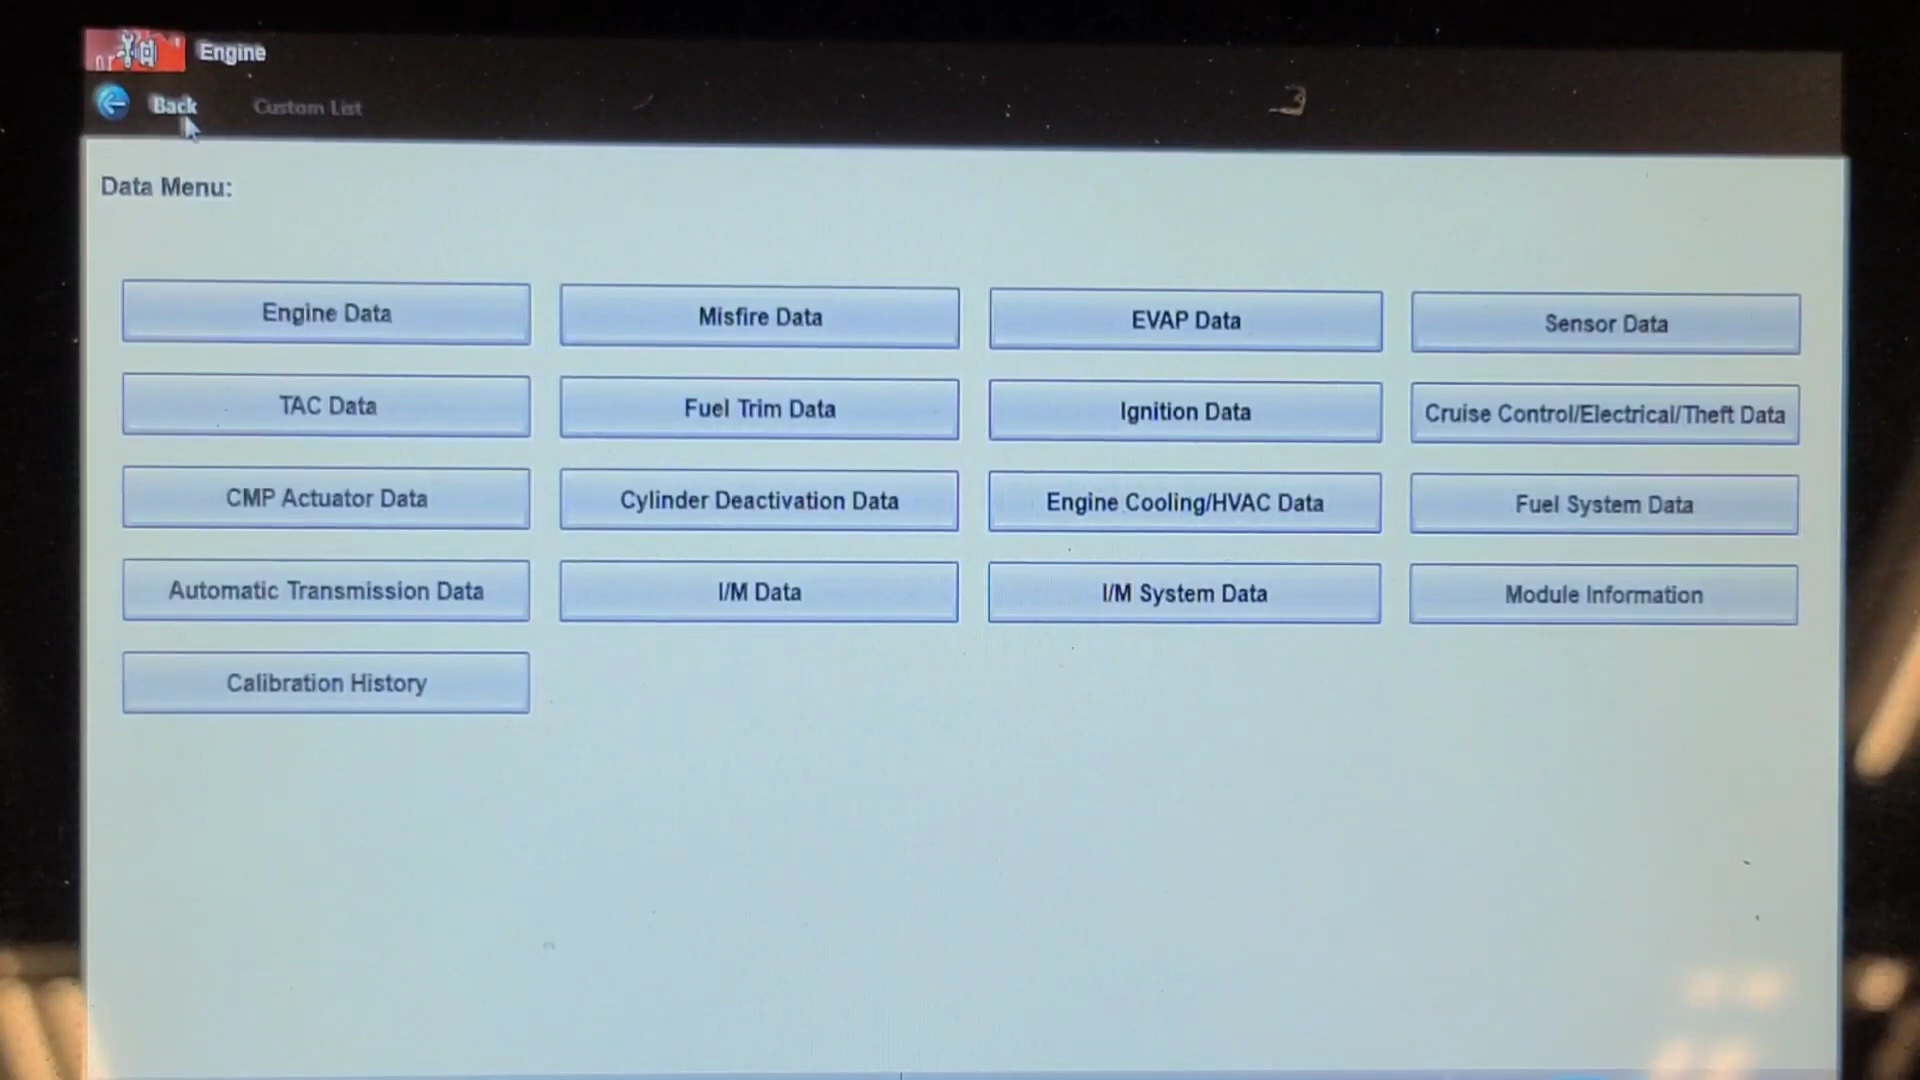 Engine
Back Custom List
Data Menu:
Engine Data Misfire Data EVAP Data Sensor Data
TAC Data Fuel Trim Data Ignition Data Cruise Control/Electrical/Theft Data
CMP Actuator Data Cylinder Deactivation Data Engine Cooling/HVAC Data Fuel System Data
Automatic Transmission Data I/M Data I/M System Data Module Information
Calibration History